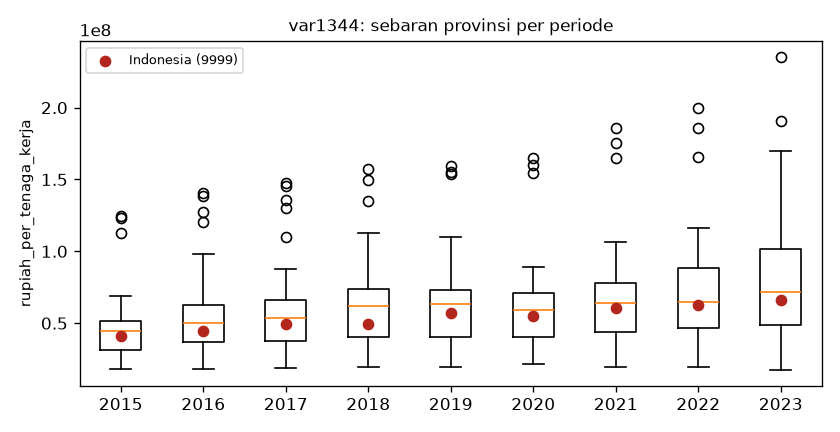 var1344: sebaran provinsi per periode
1e8
Indonesia (9999)
rupiah_per_tenaga_kerja
2.0
1.5
1.0
0.5
2015 2016 2017 2018 2019 2020 2021 2022 2023